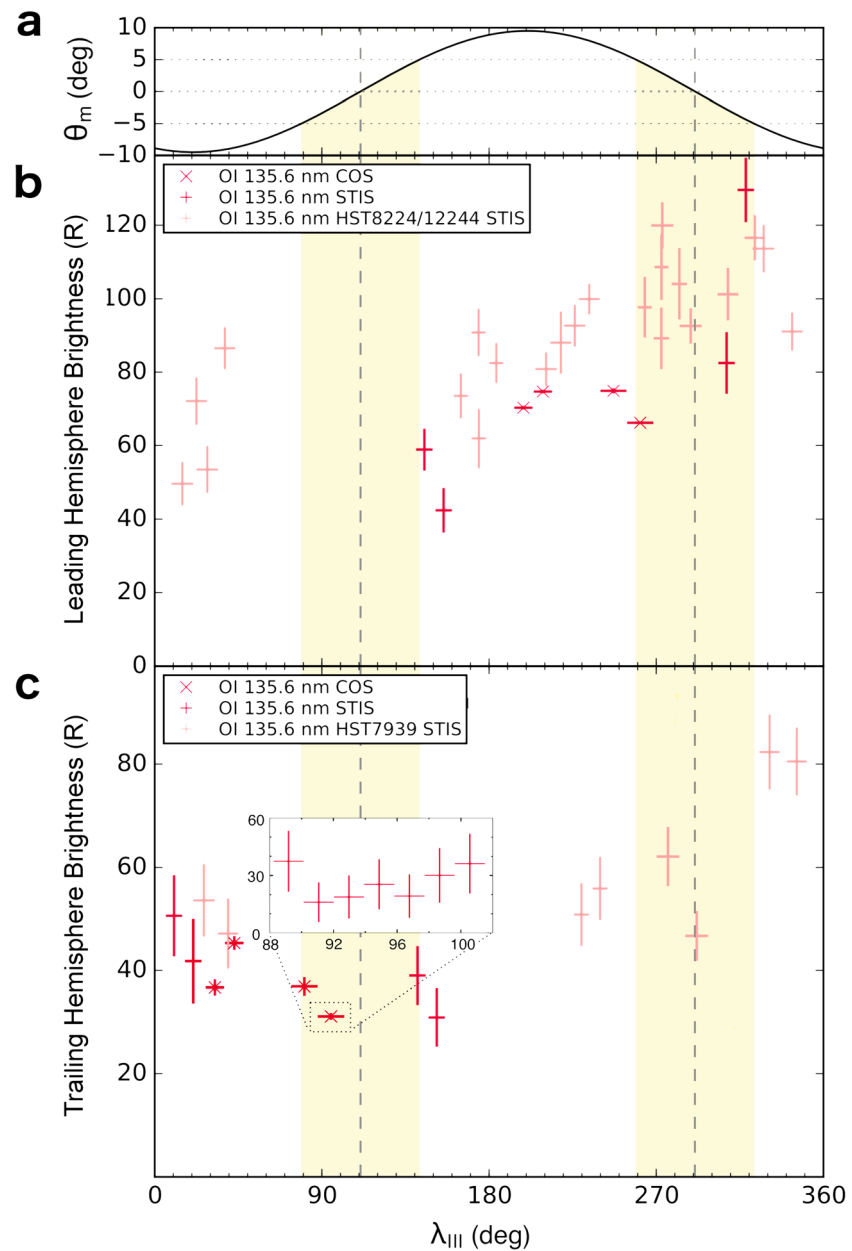 a
10
5
0
−5
−10
θm (deg)
b
OI 135.6 nm COS
OI 135.6 nm STIS
OI 135.6 nm HST8224/12244 STIS
120
100
80
60
40
20
0
Leading Hemisphere Brightness (R)
c
OI 135.6 nm COS
OI 135.6 nm STIS
OI 135.6 nm HST7939 STIS
80
60
40
20
Trailing Hemisphere Brightness (R)
60
30
0
88 92 96 100
0 90 180 270 360
λIII (deg)